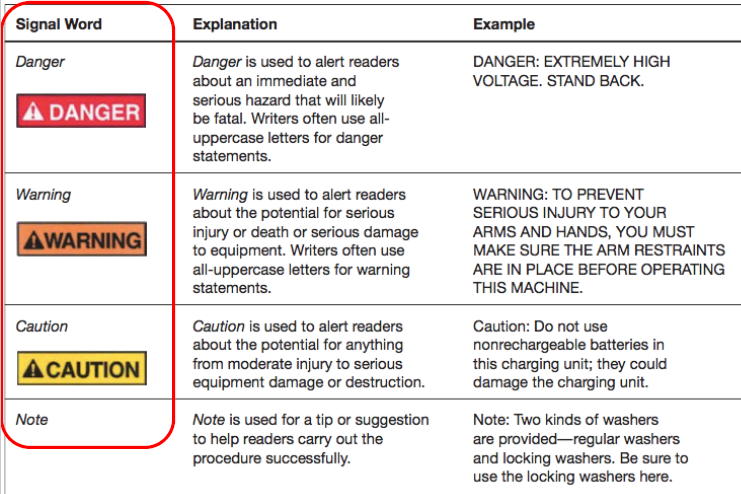 Signal Word Explanation Example
Danger
DANGER
Danger is used to alert readers
about an immediate and
serious hazard that will likely
be fatal. Writers often use all-
uppercase letters for danger
statements.
DANGER: EXTREMELY HIGH
VOLTAGE. STAND BACK.
Warning
WARNING
Warning is used to alert readers
about the potential for serious
injury or death or serious damage
to equipment. Writers often use
all-uppercase letters for warning
statements.
WARNING: TO PREVENT
SERIOUS INJURY TO YOUR
ARMS AND HANDS, YOU MUST
MAKE SURE THE ARM RESTRAINTS
ARE IN PLACE BEFORE OPERATING
THIS MACHINE.
Caution
CAUTION
Caution is used to alert readers
about the potential for anything
from moderate injury to serious
equipment damage or destruction.
Caution: Do not use
nonrechargeable batteries in
this charging unit; they could
damage the charging unit.
Note
Note is used for a tip or suggestion
to help readers carry out the
procedure successfully.
Note: Two kinds of washers
are provided—regular washers
and locking washers. Be sure to
use the locking washers here.